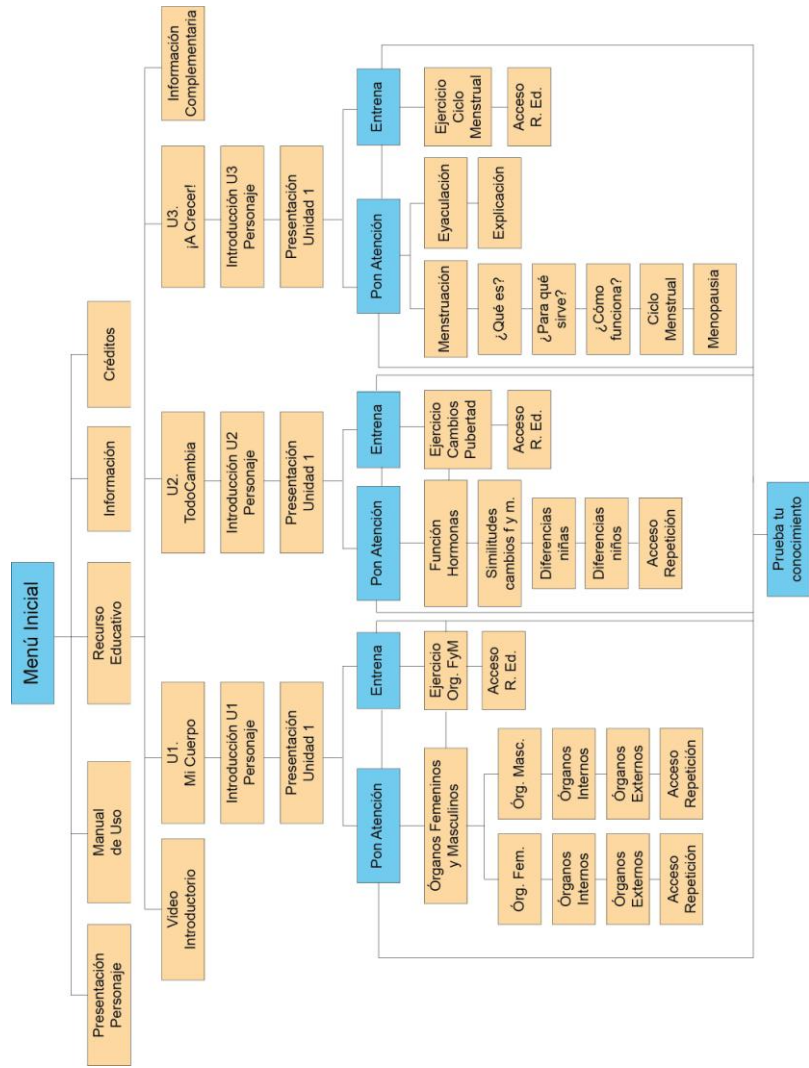 Menú Inicial
Presentación
Personaje
Manual
de Uso
Recurso
Educativo
Información
Créditos
Vídeo
Introductorio
U1.
Mi Cuerpo
U2.
TodoCambia
U3.
¡A Crecer!
Información
Complementaria
Introducción U1
Personaje
Introducción U2
Personaje
Introducción U3
Personaje
Presentación
Unidad 1
Presentación
Unidad 1
Presentación
Unidad 1
Pon Atención
Entrena
Pon Atención
Entrena
Pon Atención
Entrena
Órganos Femeninos
y Masculinos
Ejercicio
Org. FyM
Acceso
R. Ed.
Órg. Fem.
Órg. Masc.
Órganos
Internos
Órganos
Internos
Órganos
Externos
Órganos
Externos
Acceso
Repetición
Acceso
Repetición
Función
Hormonas
Ejercicio
Cambios
Pubertad
Similitudes
cambios f y m.
Acceso
R. Ed.
Diferencias
niñas
Diferencias
niños
Acceso
Repetición
Menstruación
Eyaculación
Ejercicio
Ciclo
Menstrual
¿Qué es?
Explicación
Acceso
R. Ed.
¿Para qué
sirve?
¿Cómo
funciona?
Ciclo
Menstrual
Menopausia
Prueba tu
conocimiento